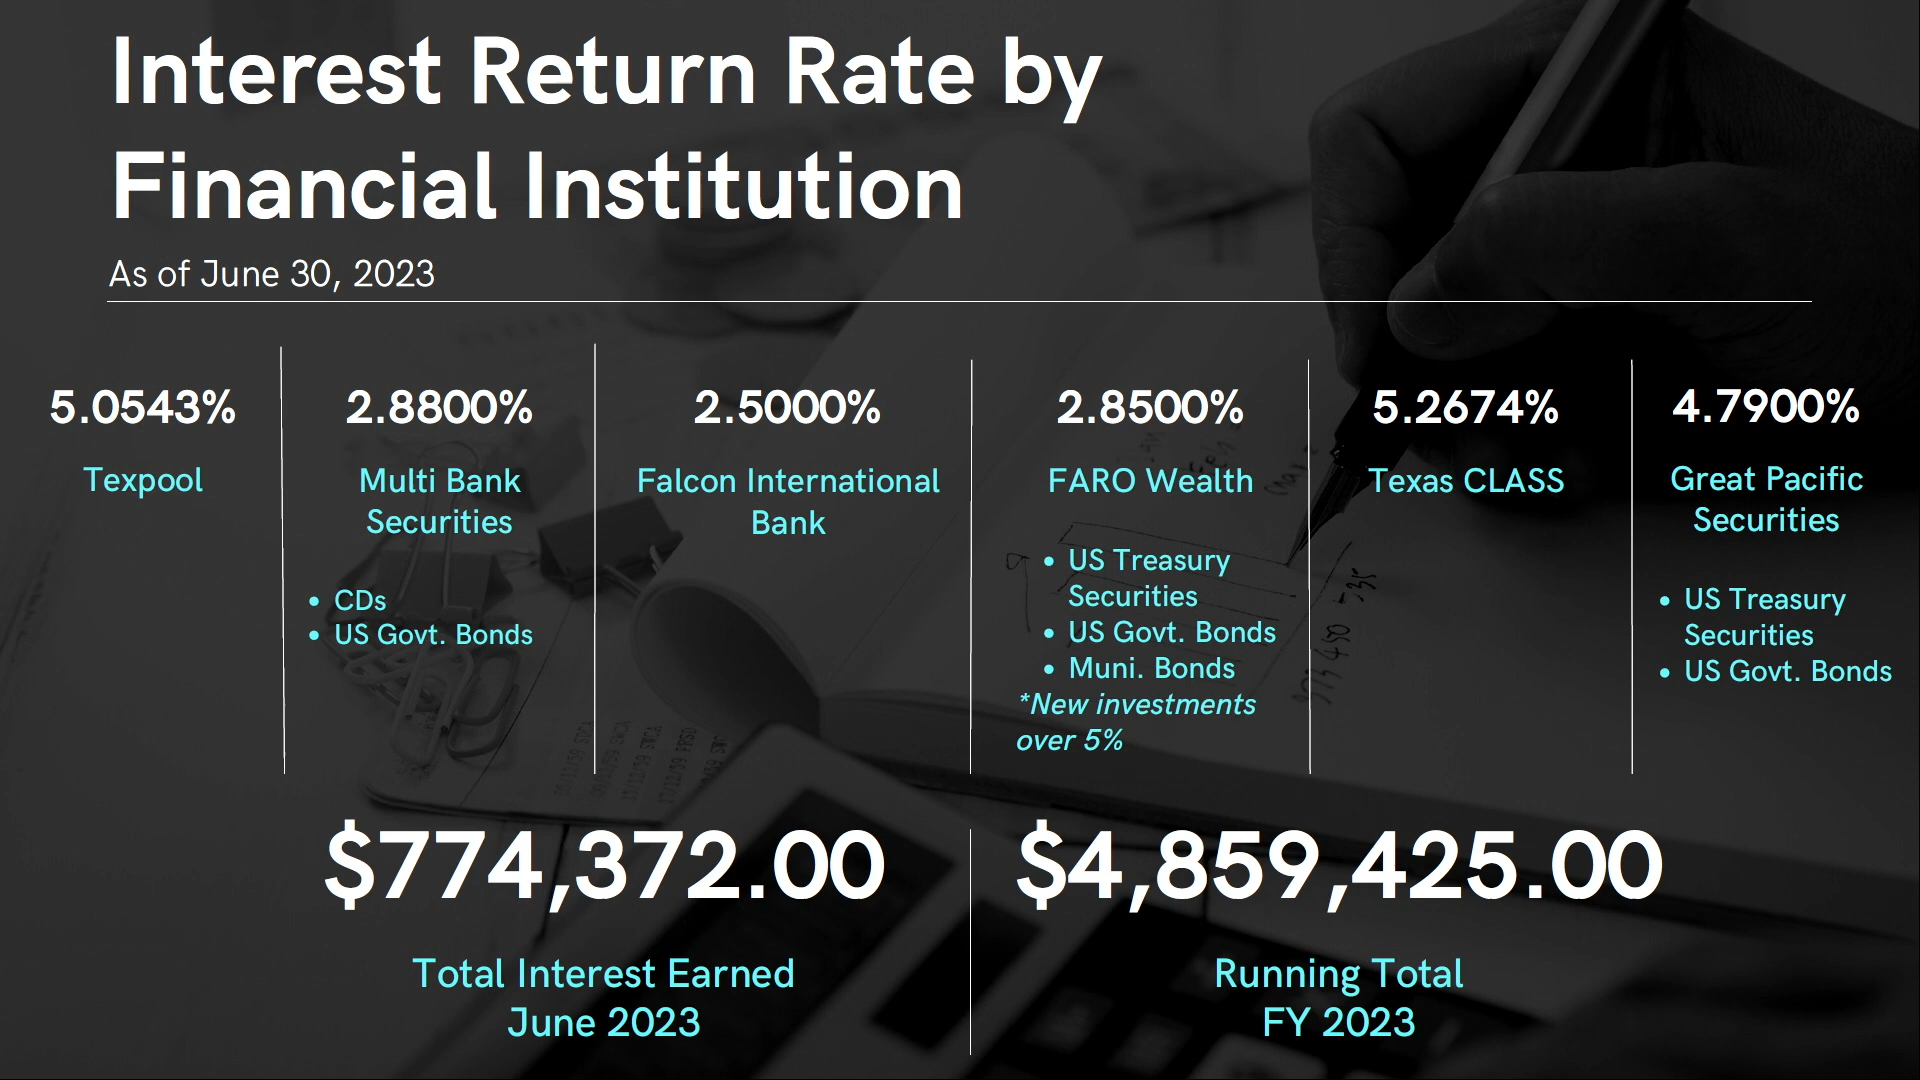 Interest Return Rate by
Financial Institution
As of June 30, 2023
5.0543%
Texpool
2.8800%
Multi Bank
Securities
• CDs
• US Govt. Bonds
2.5000%
Falcon International
Bank
2.8500%
FARO Wealth
• US Treasury
Securities
• US Govt. Bonds
• Muni. Bonds
*New investments
over 5%
5.2674%
Texas CLASS
4.7900%
Great Pacific
Securities
• US Treasury
Securities
• US Govt. Bonds
$774,372.00
Total Interest Earned
June 2023
$4,859,425.00
Running Total
FY 2023